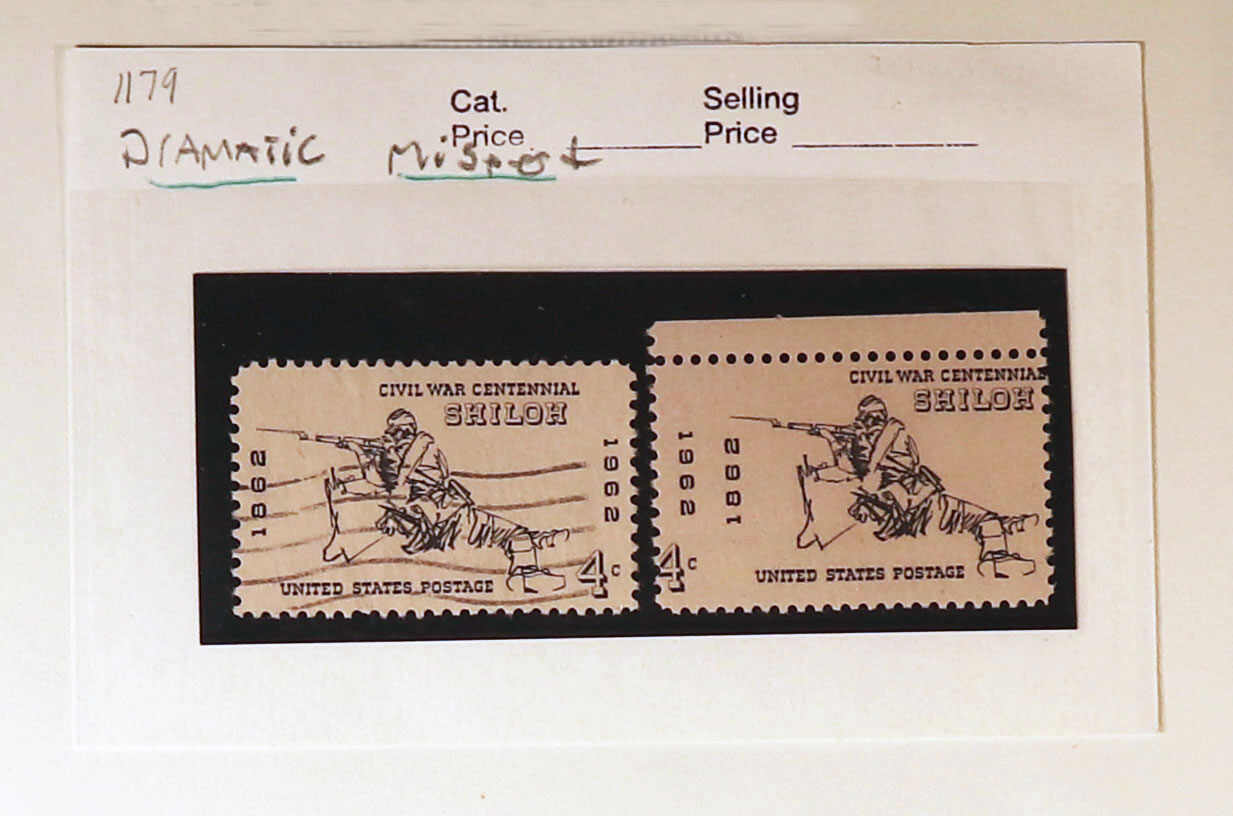 1179
Cat. Selling
Price Price
DRAMATIC Misperf
CIVIL WAR CENTENNIAL
SHILOH
1862
1962
UNITED STATES POSTAGE 4c
CIVIL WAR CENTENNIAL
SHILOH
1962
1862
4c UNITED STATES POSTAGE